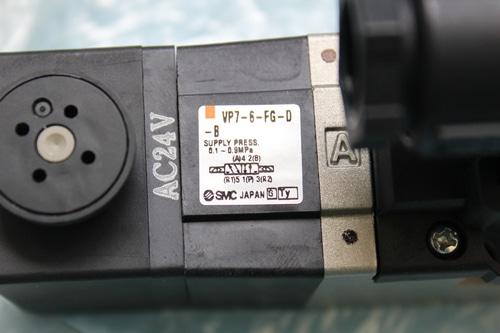 AC24V
VP7-6-FG-D
-B
SUPPLY PRESS.
0.1 ~ 0.9MPa
(A)4 2(B)
(R1)5 1(P) 3(R2)
SMC JAPAN G Ty
A